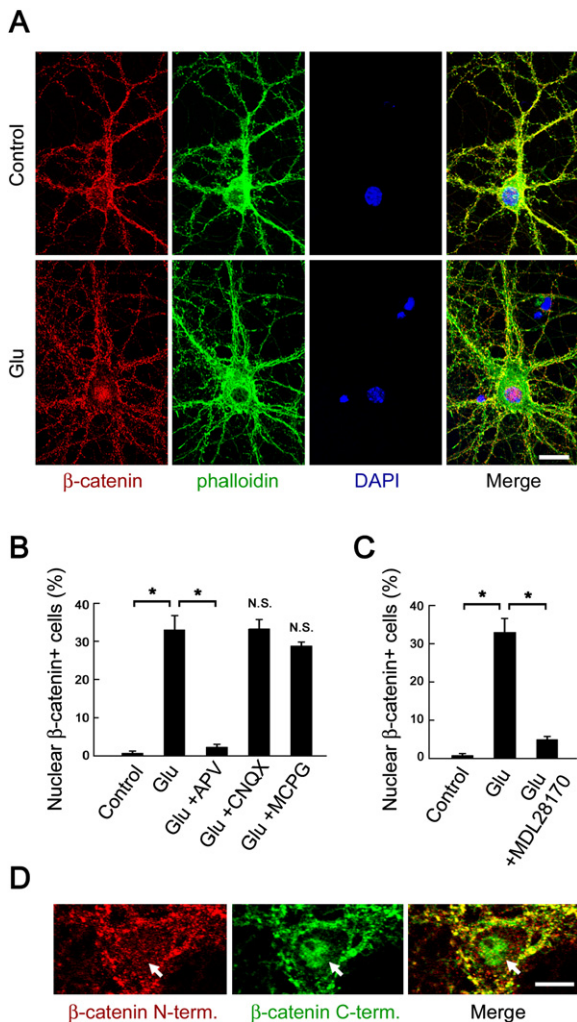 A
Control
Glu
β-catenin phalloidin DAPI Merge
B
Nuclear β-catenin+ cells (%)
40
30
20
10
0
* * N.S. N.S.
Control Glu Glu +APV Glu +CNQX Glu +MCPG
C
Nuclear β-catenin+ cells (%)
40
30
20
10
0
* *
Control Glu Glu +MDL28170
D
β-catenin N-term. β-catenin C-term. Merge